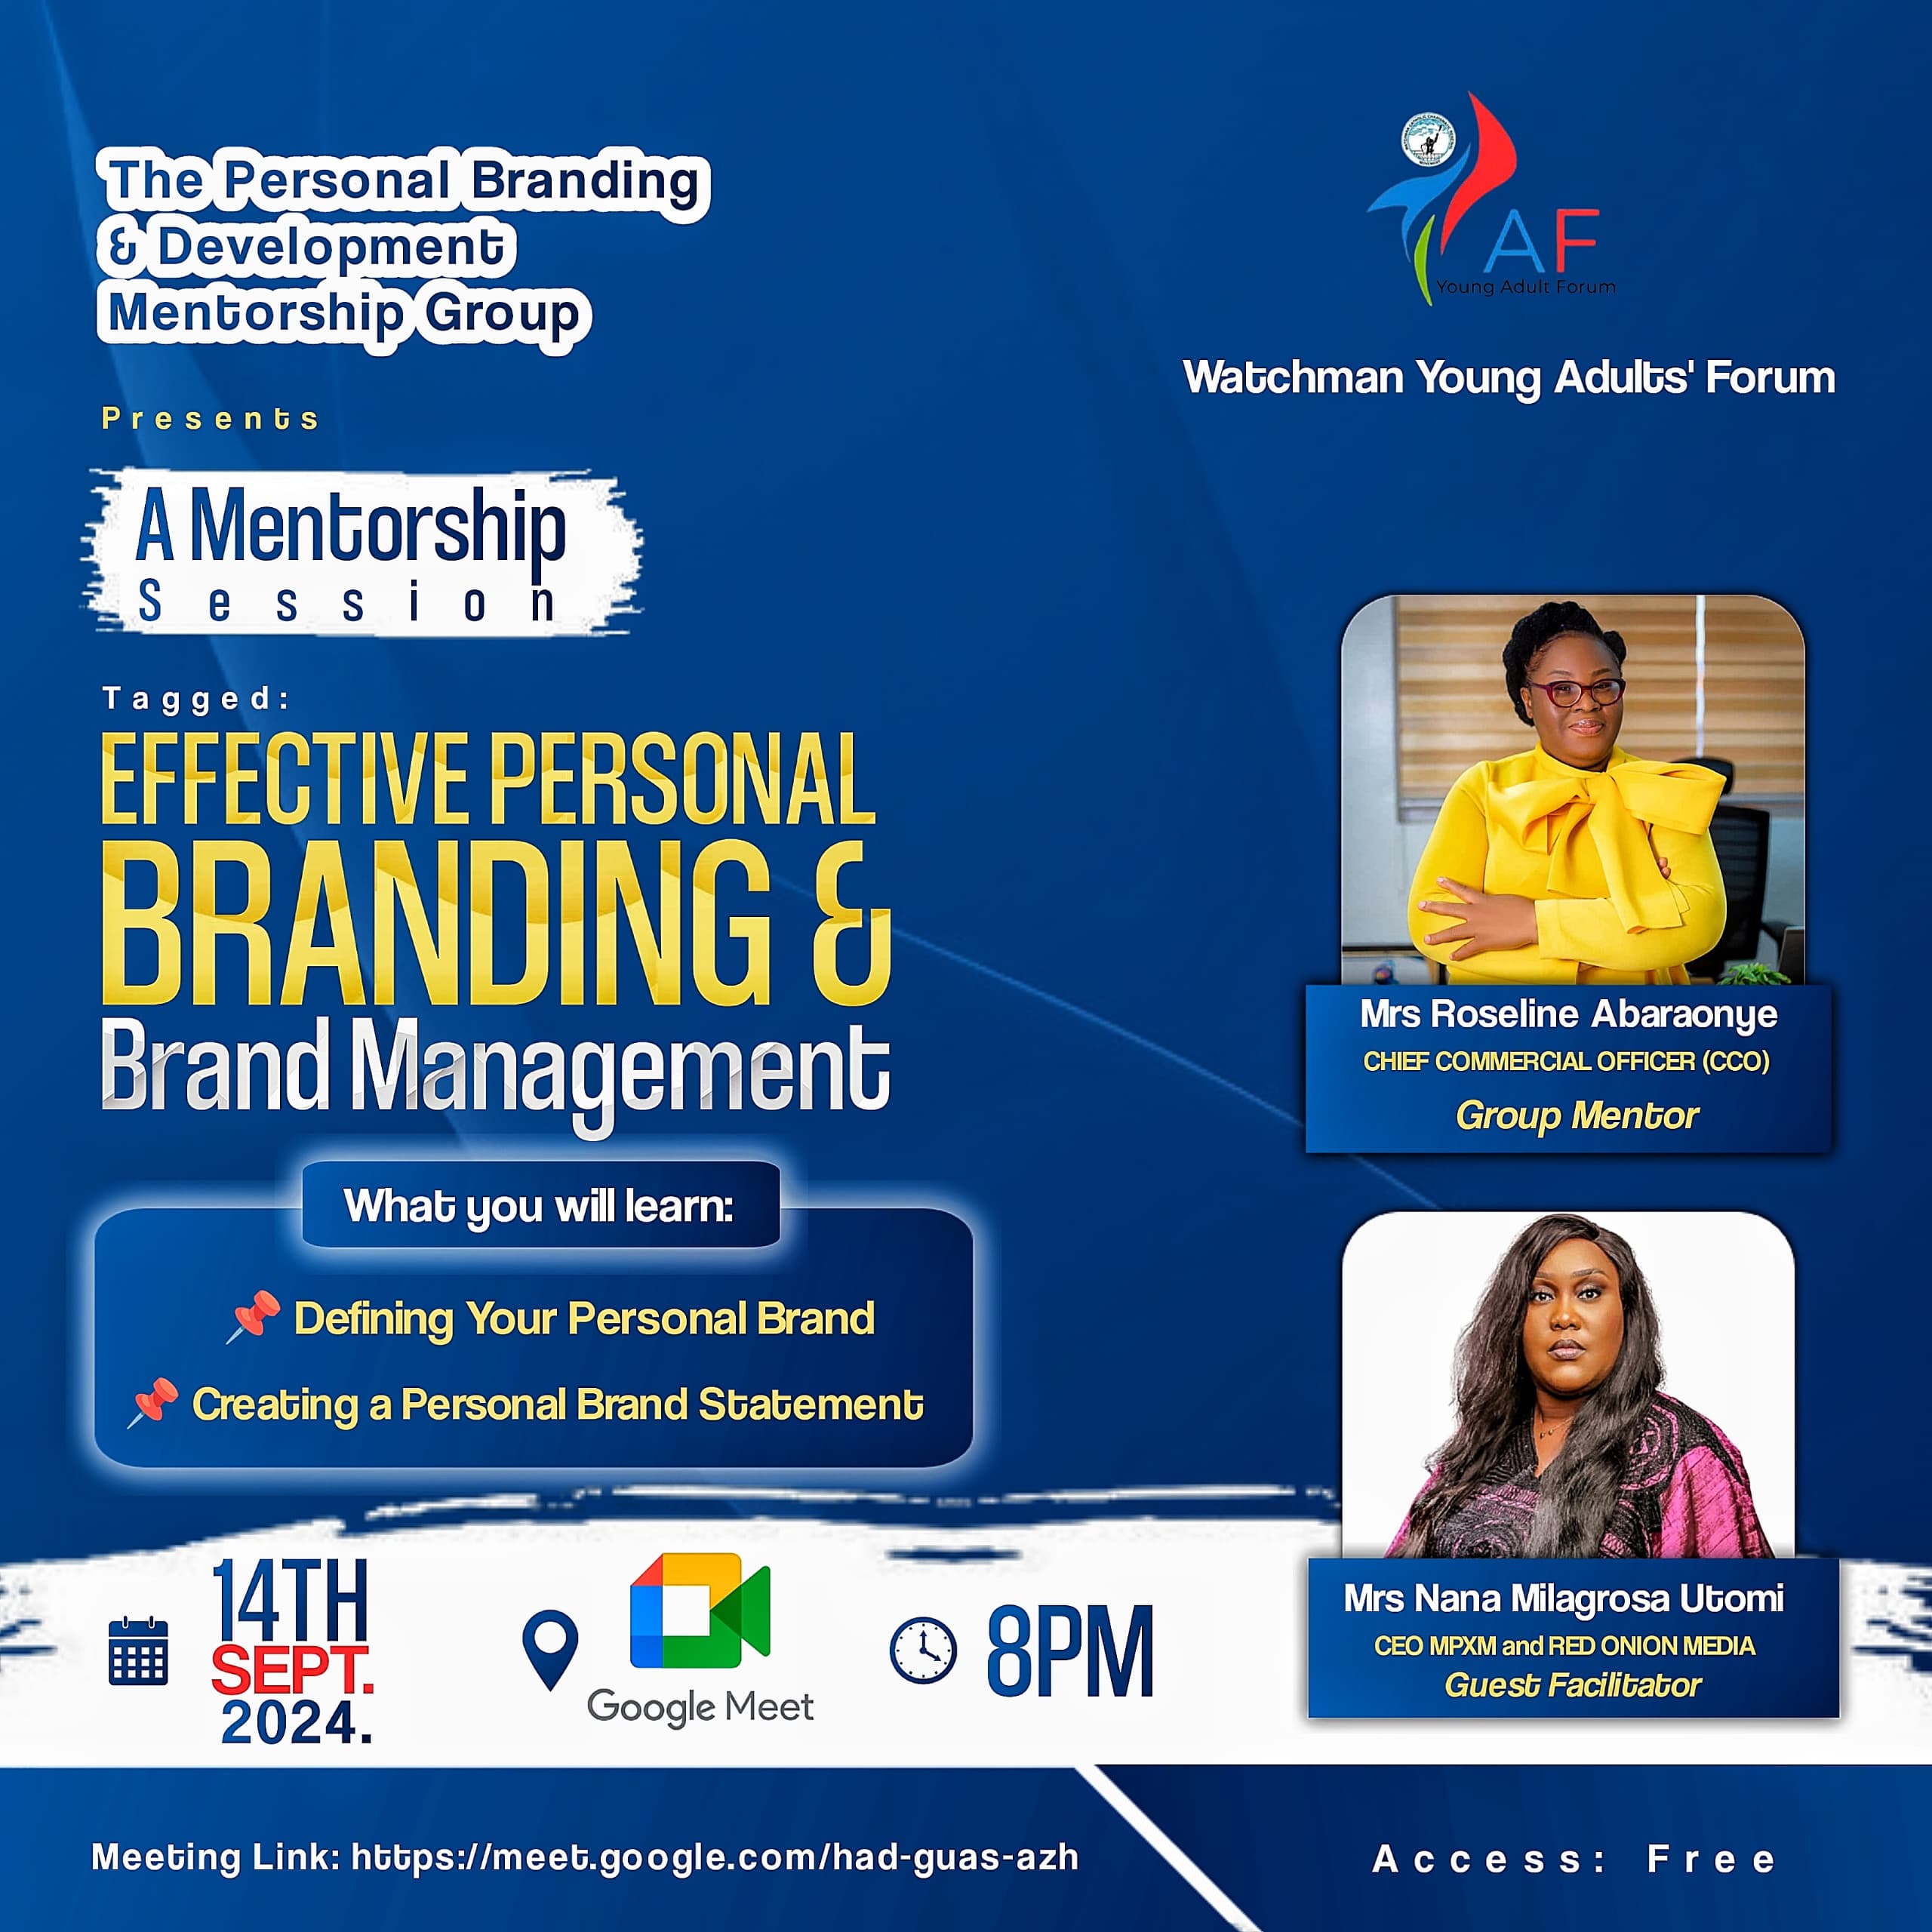 The Personal Branding
& Development
Mentorship Group
Presents
A Mentorship
Session
Tagged:
EFFECTIVE PERSONAL
BRANDING &
Brand Management
What you will learn:
Defining Your Personal Brand
Creating a Personal Brand Statement
14TH
SEPT.
2024.
Google Meet
8PM
AF
Young Adult Forum
Watchman Young Adults' Forum
Mrs Roseline Abaraonye
CHIEF COMMERCIAL OFFICER (CCO)
Group Mentor
Mrs Nana Milagrosa Utomi
CEO MPXM and RED ONION MEDIA
Guest Facilitator
Meeting Link: https://meet.google.com/had-guas-azh
Access: Free